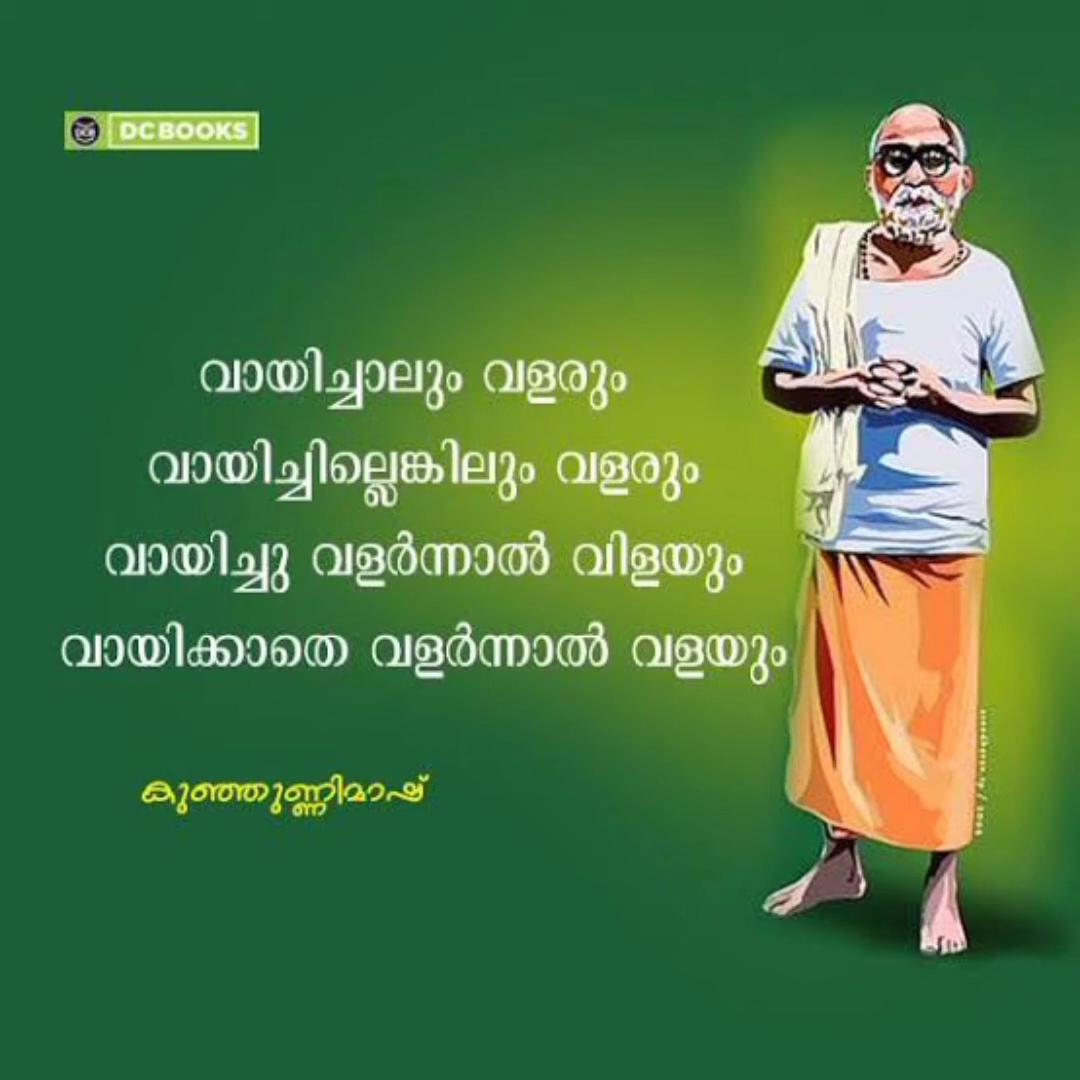 DC BOOKS
വായിച്ചാലും വളരും
വായിച്ചില്ലെങ്കിലും വളരും
വായിച്ചു വളർന്നാൽ വിളയും
വായിക്കാതെ വളർന്നാൽ വളയും
കുഞ്ഞുണ്ണിമാഷ്